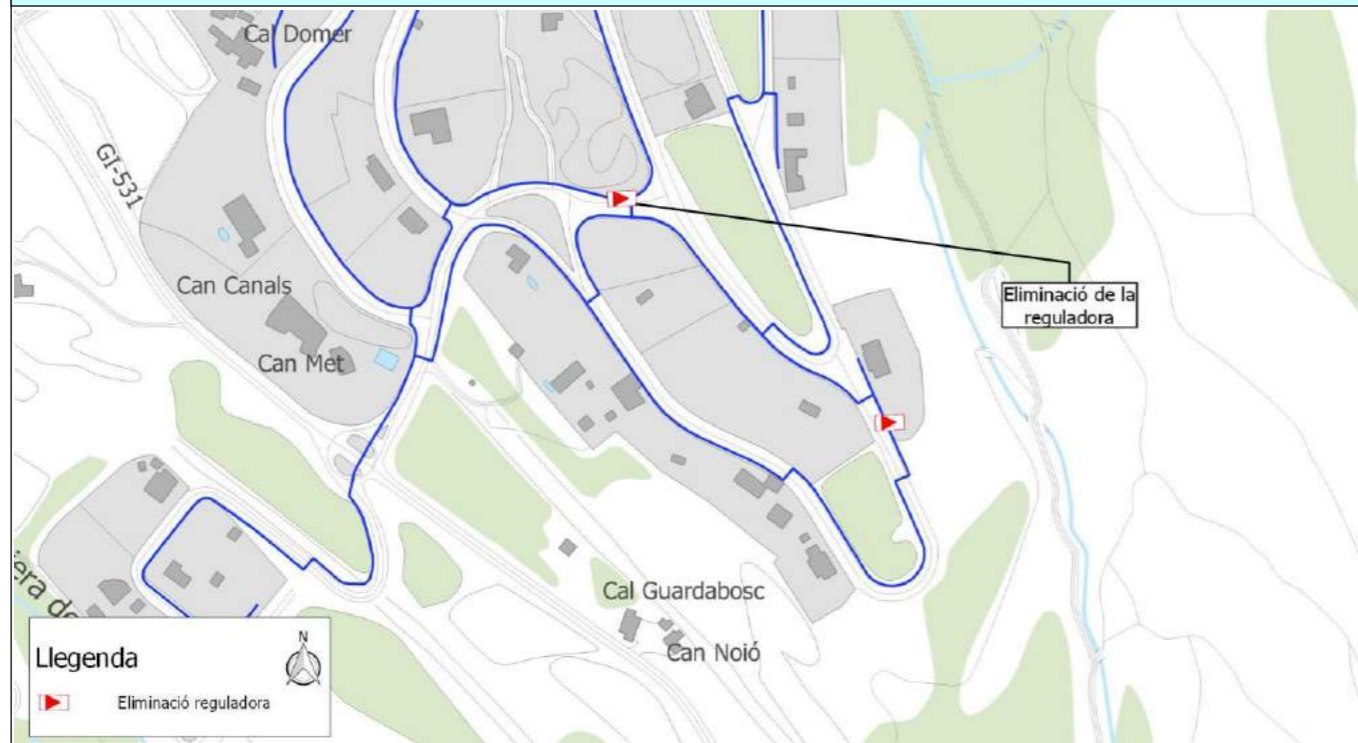 Cal Domer
GI-531
Can Canals
Can Met
Eliminació de la
reguladora
Cal Guardabosc
Can Noió
Llegenda
N
Eliminació reguladora